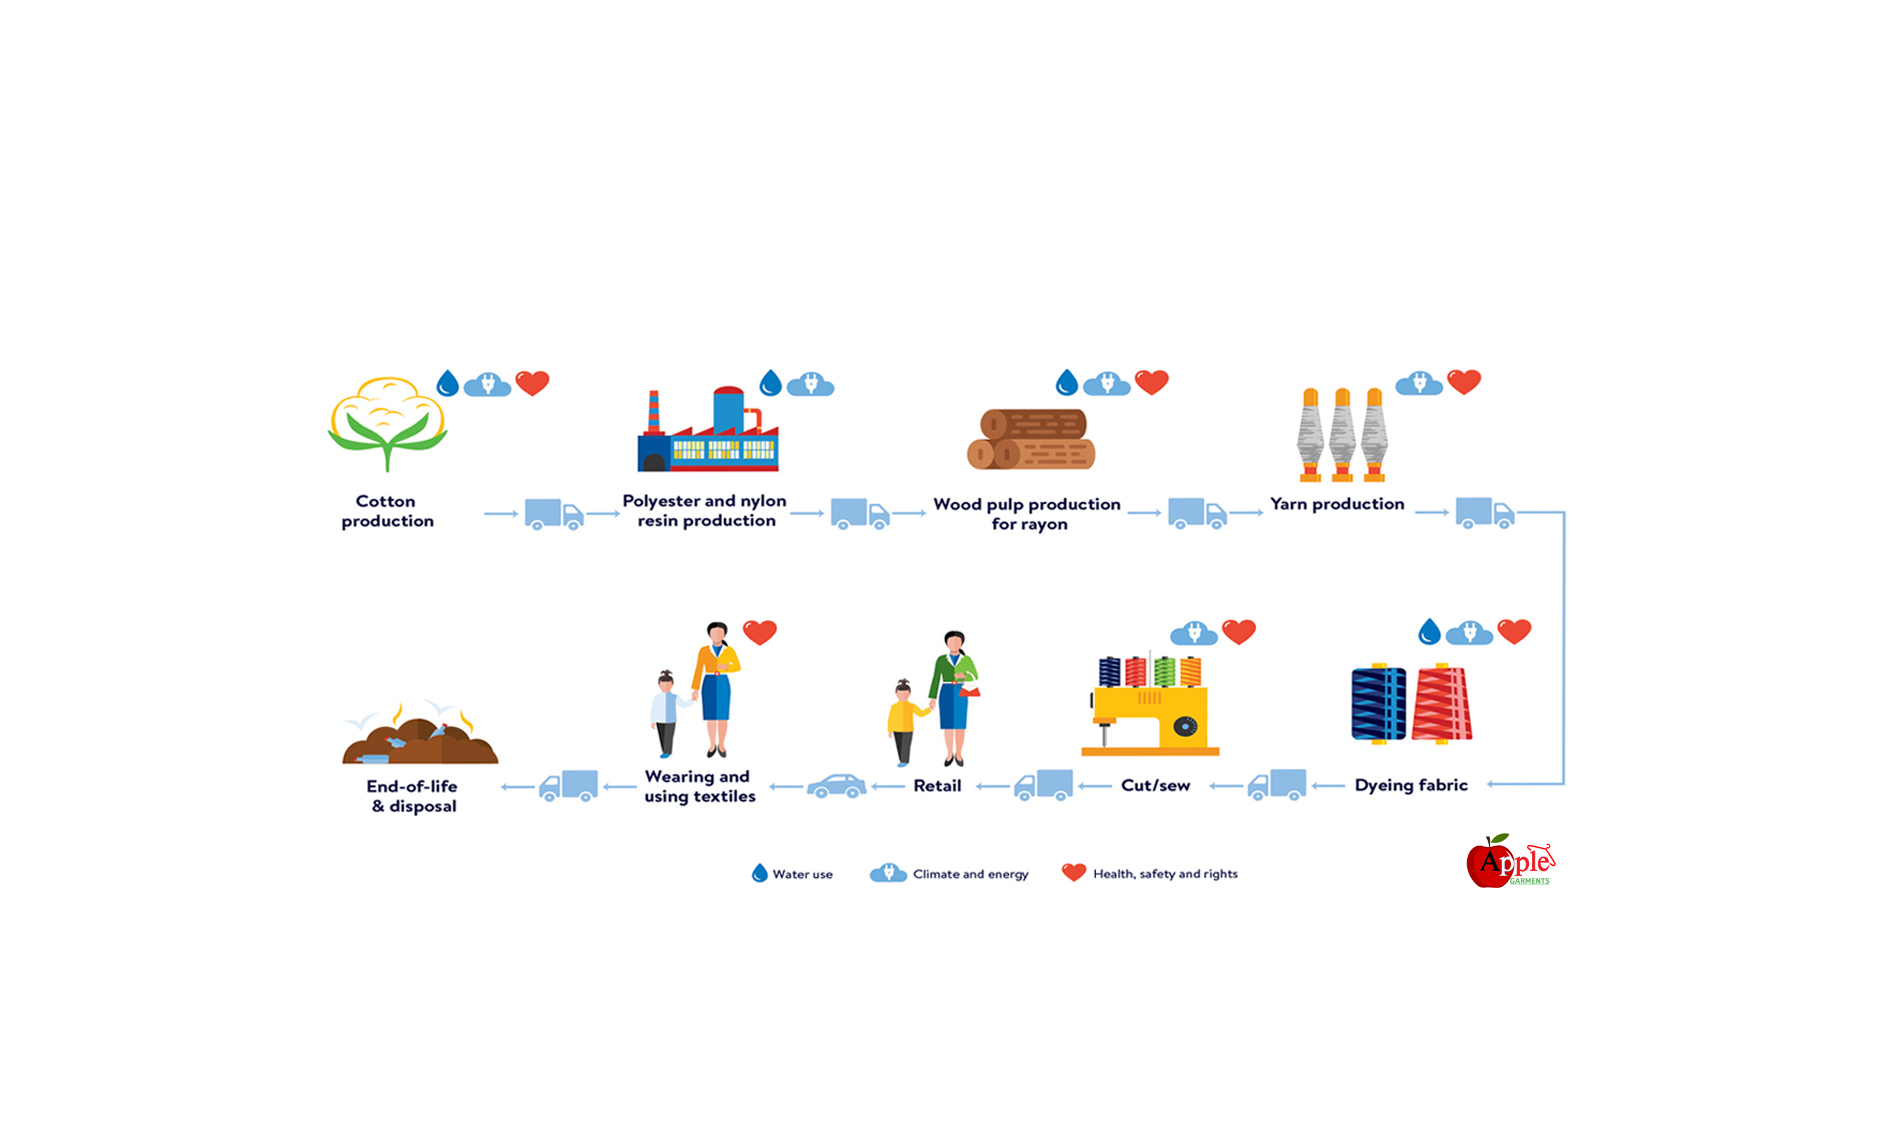 Cotton
production
Polyester and nylon
resin production
Wood pulp production
for rayon
Yarn production
End-of-life
& disposal
Wearing and
using textiles
Retail
Cut/sew
Dyeing fabric
Water use
Climate and energy
Health, safety and rights
Apple
GARMENTS